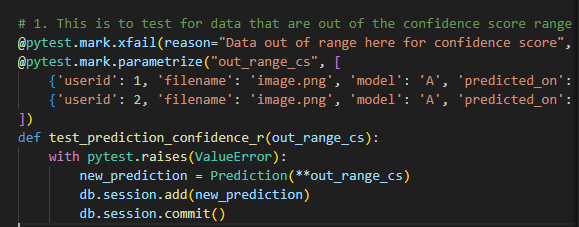 # 1. This is to test for data that are out of the confidence score range
@pytest.mark.xfail(reason="Data out of range here for confidence score",
@pytest.mark.parametrize("out_range_cs", [
    {'userid': 1, 'filename': 'image.png', 'model': 'A', 'predicted_on':
    {'userid': 2, 'filename': 'image.png', 'model': 'A', 'predicted_on':
])
def test_prediction_confidence_r(out_range_cs):
    with pytest.raises(ValueError):
        new_prediction = Prediction(**out_range_cs)
        db.session.add(new_prediction)
        db.session.commit()